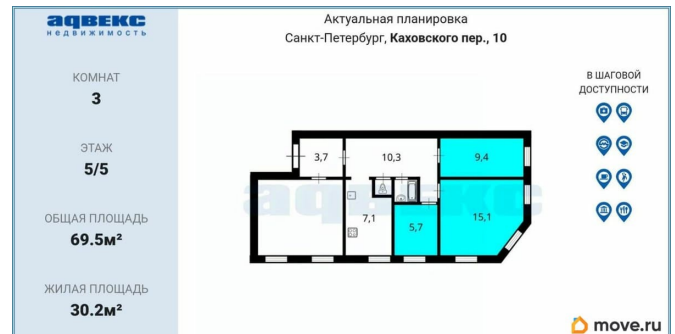 адвекс
НЕДВИЖИМОСТЬ
КОМНАТ
3
ЭТАЖ
5/5
ОБЩАЯ ПЛОЩАДЬ
69.5м²
ЖИЛАЯ ПЛОЩАДЬ
30.2м²
Актуальная планировка
Санкт-Петербург, Каховского пер., 10
3,7
10,3
9,4
7,1
5,7
15,1
адвекс
В ШАГОВОЙ
ДОСТУПНОСТИ
move.ru